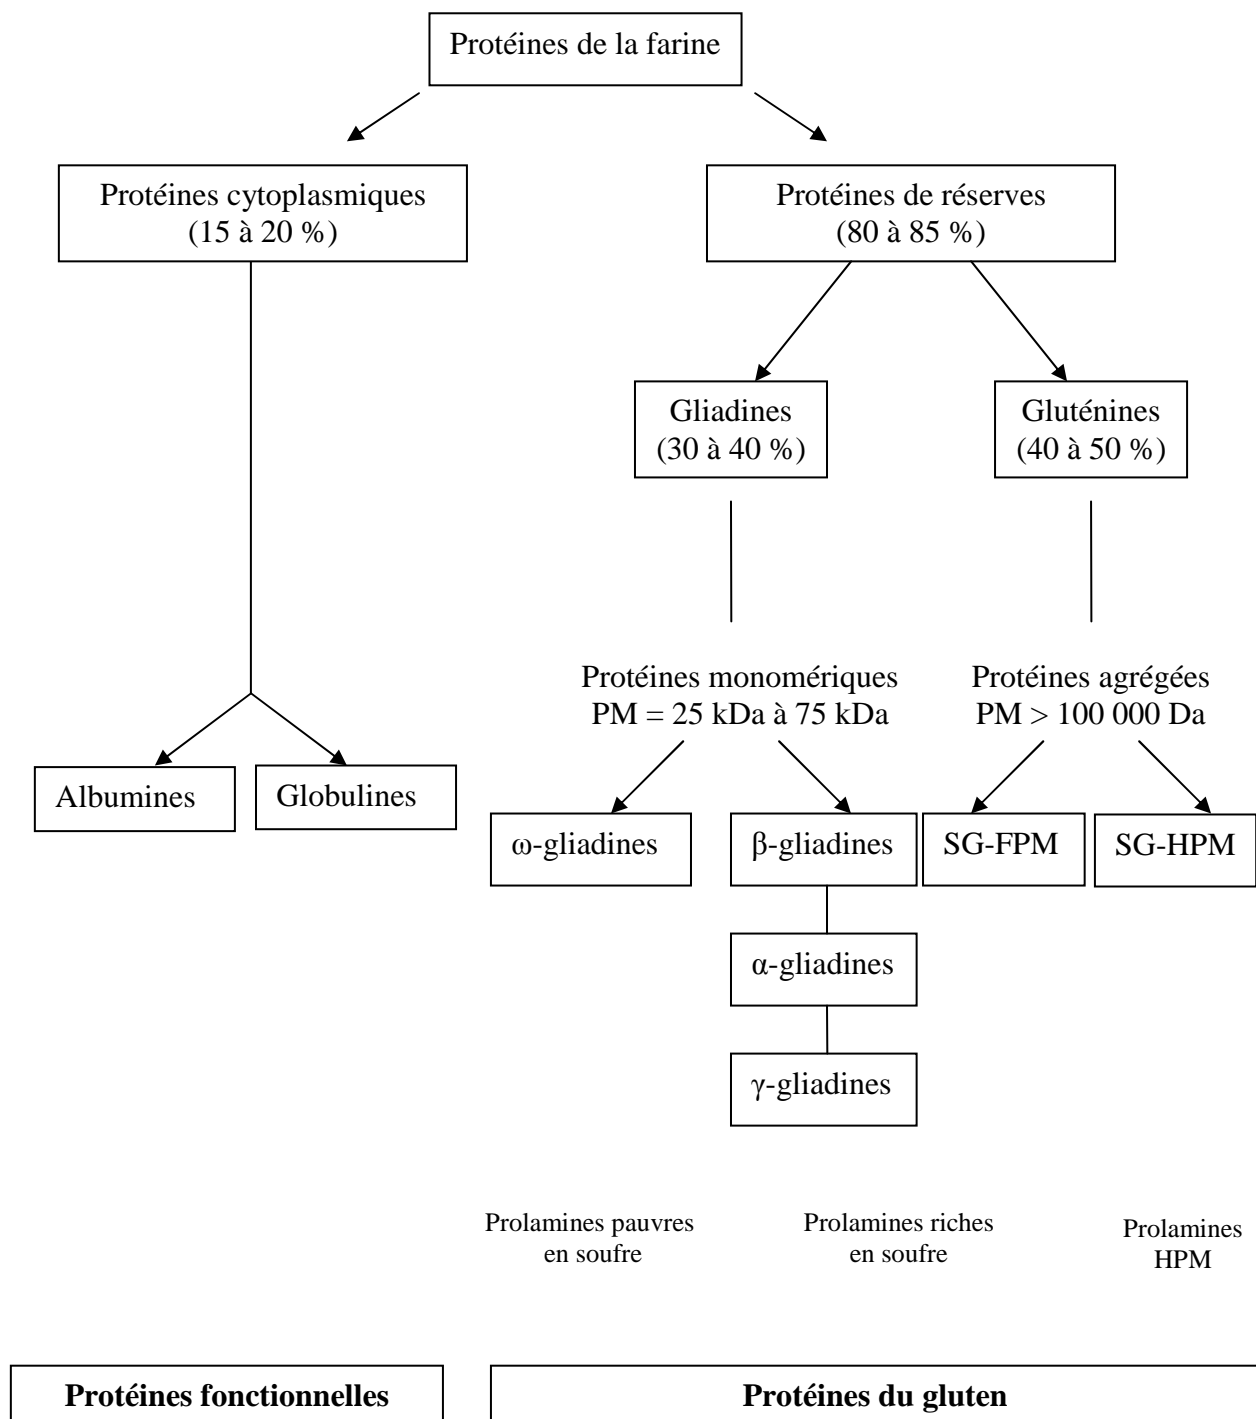 Protéines de la farine
Protéines cytoplasmiques
(15 à 20 %)
Protéines de réserves
(80 à 85 %)
Gliadines
(30 à 40 %)
Gluténines
(40 à 50 %)
Protéines monomériques
PM = 25 kDa à 75 kDa
Protéines agrégées
PM > 100 000 Da
Albumines
Globulines
ω-gliadines
β-gliadines
SG-FPM
SG-HPM
α-gliadines
γ-gliadines
Prolamines pauvres
en soufre
Prolamines riches
en soufre
Prolamines
HPM
Protéines fonctionnelles
Protéines du gluten